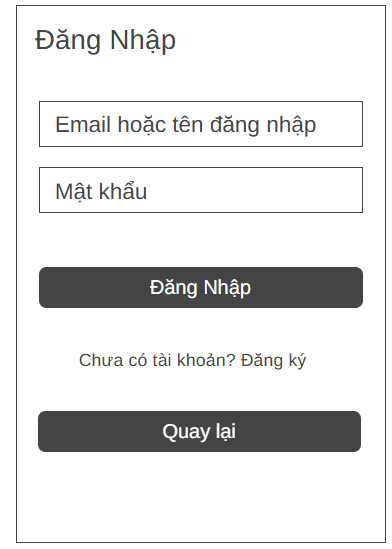 Đăng Nhập
Email hoặc tên đăng nhập
Mật khẩu
Đăng Nhập
Chưa có tài khoản? Đăng ký
Quay lại